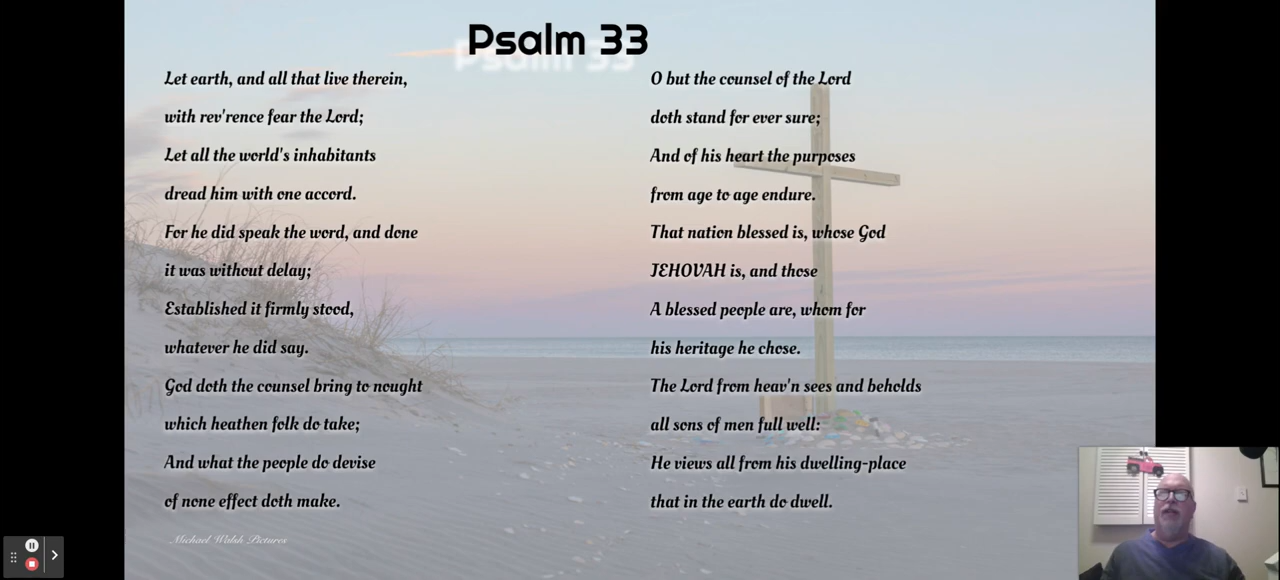 Psalm 33
Let earth, and all that live therein,
with rev'rence fear the Lord;
Let all the world's inhabitants
dread him with one accord.
For he did speak the word, and done
it was without delay;
Established it firmly stood,
whatever he did say.
God doth the counsel bring to nought
which heathen folk do take;
And what the people do devise
of none effect doth make.
O but the counsel of the Lord
doth stand for ever sure;
And of his heart the purposes
from age to age endure.
That nation blessed is, whose God
JEHOVAH is, and those
A blessed people are, whom for
his heritage he chose.
The Lord from heav'n sees and beholds
all sons of men full well:
He views all from his dwelling-place
that in the earth do dwell.
Michael Walsh Pictures